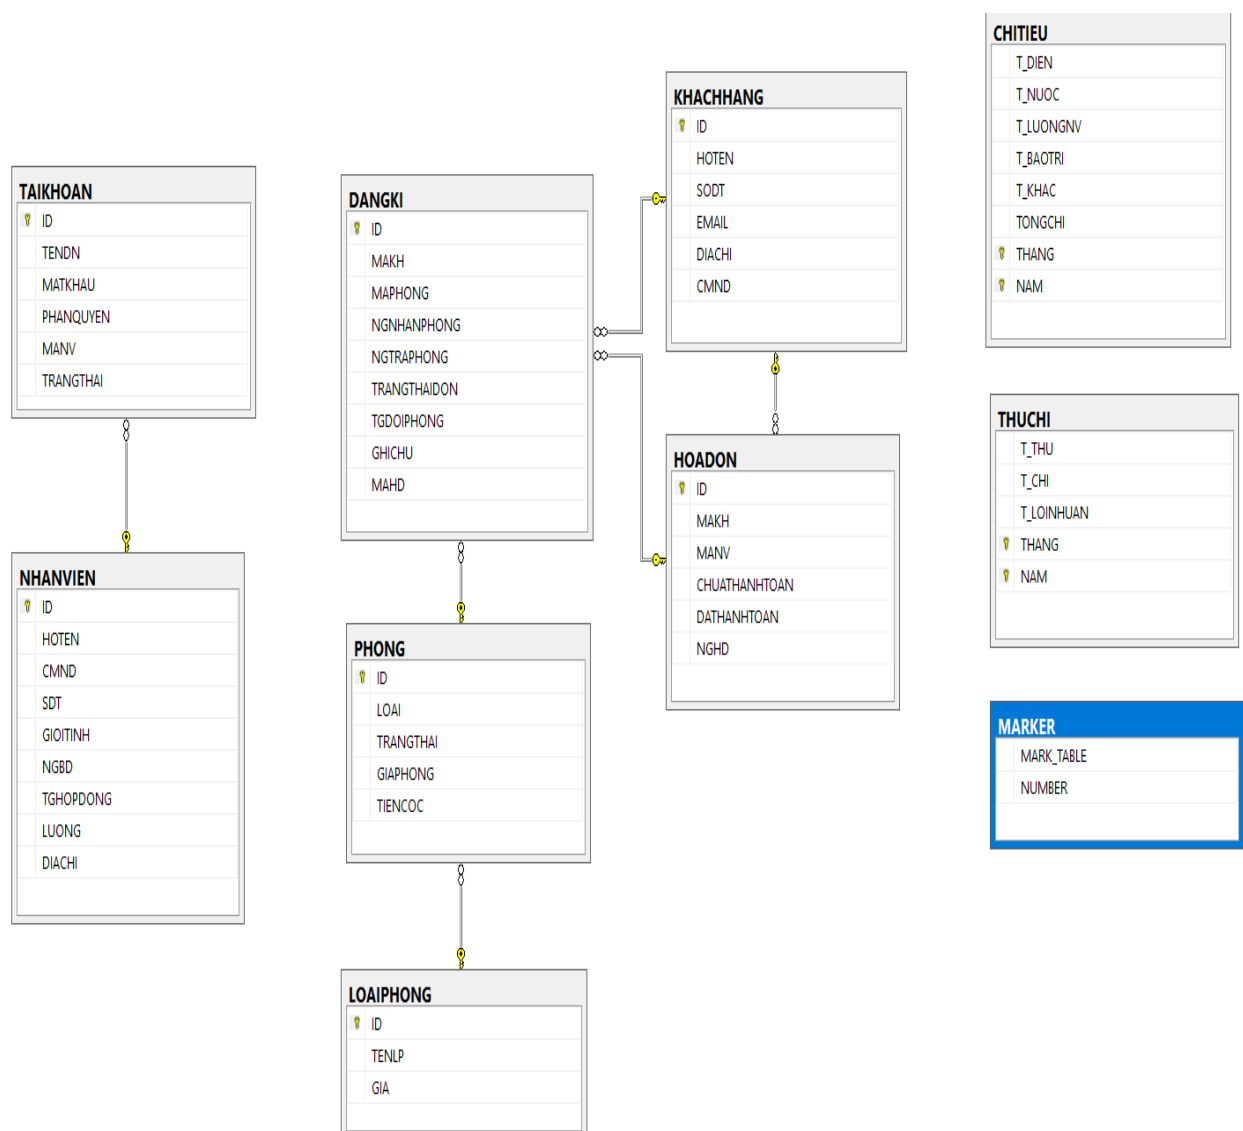 TAIKHOAN
ID
TENDN
MATKHAU
PHANQUYEN
MANV
TRANGTHAI
NHANVIEN
ID
HOTEN
CMND
SDT
GIOITINH
NGBD
TGHOPDONG
LUONG
DIACHI
DANGKI
ID
MAKH
MAPHONG
NGNHANPHONG
NGTRAPHONG
TRANGTHAIDON
TGDOIPHONG
GHICHU
MAHD
PHONG
ID
LOAI
TRANGTHAI
GIAPHONG
TIENCOC
LOAIPHONG
ID
TENLP
GIA
KHACHHANG
ID
HOTEN
SODT
EMAIL
DIACHI
CMND
HOADON
ID
MAKH
MANV
CHUATHANHTOAN
DATHANHTOAN
NGHD
CHITIEU
T_DIEN
T_NUOC
T_LUONGNV
T_BAOTRI
T_KHAC
TONGCHI
THANG
NAM
THUCHI
T_THU
T_CHI
T_LOINHUAN
THANG
NAM
MARKER
MARK_TABLE
NUMBER